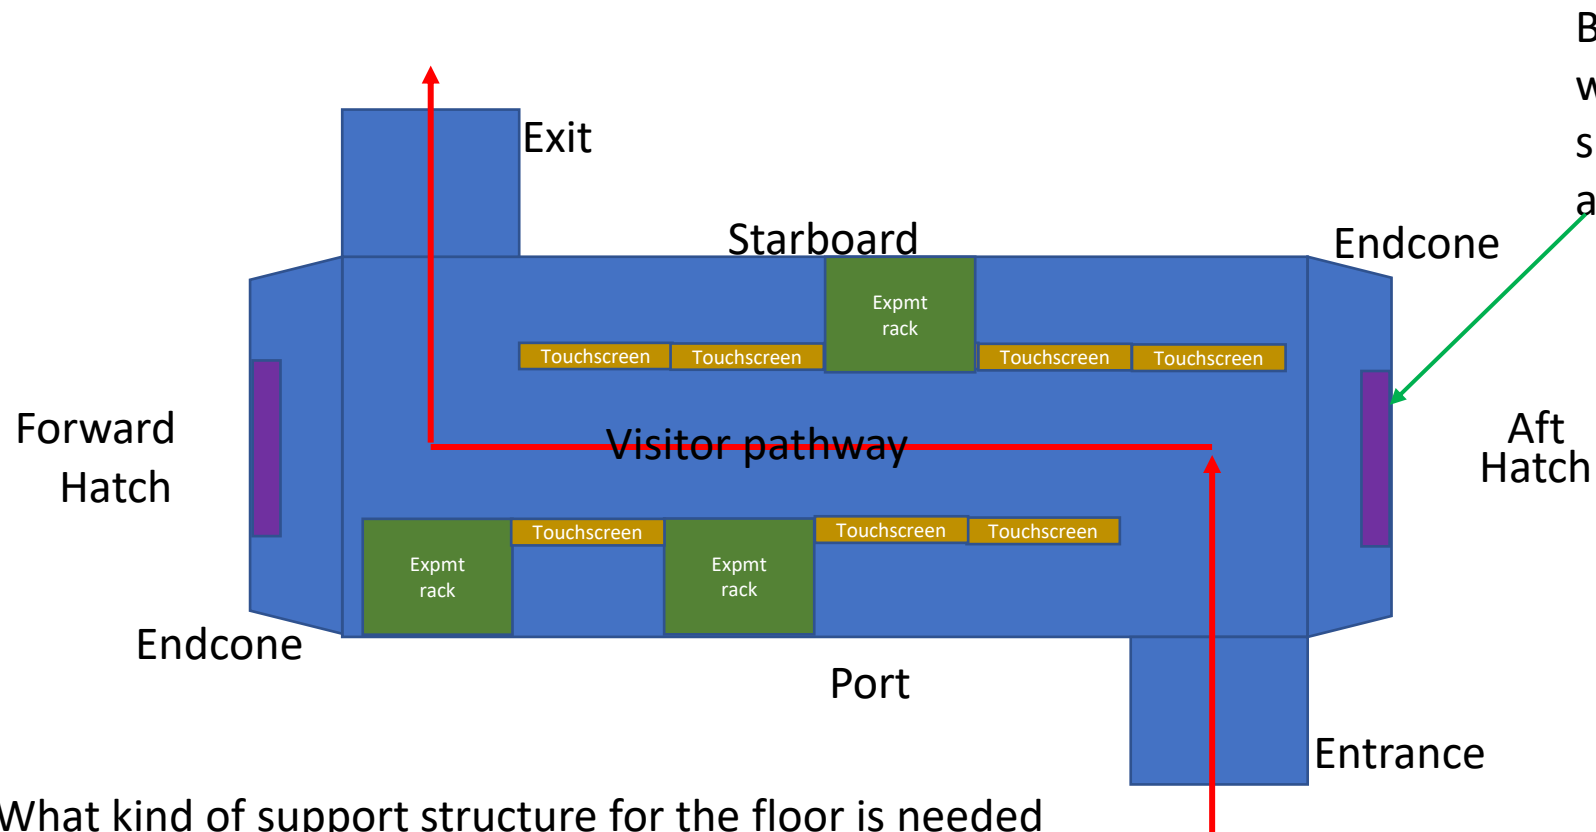 Exit
Starboard
Endcone
Expmt
rack
Touchscreen
Touchscreen
Touchscreen
Touchscreen
Forward
Hatch
Visitor pathway
Aft
Hatch
Touchscreen
Touchscreen
Touchscreen
Expmt
rack
Expmt
rack
Endcone
Port
Entrance
What kind of support structure for the floor is needed